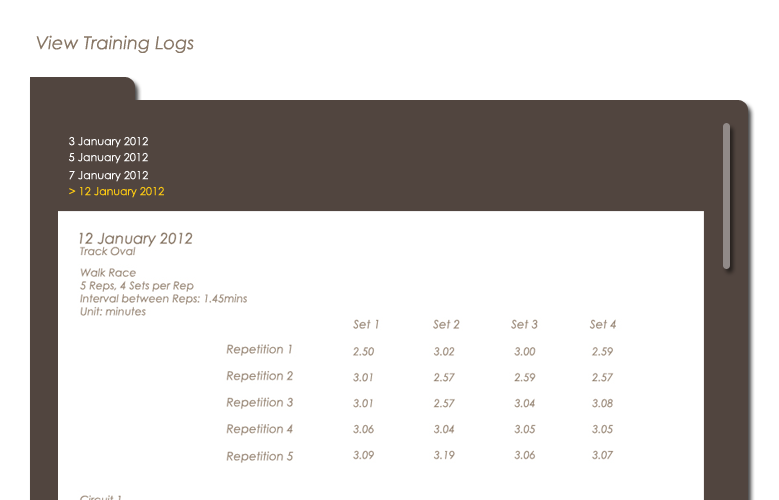 View Training Logs
3 January 2012
5 January 2012
7 January 2012
> 12 January 2012
12 January 2012
Track Oval
Walk Race
5 Reps, 4 Sets per Rep
Interval between Reps: 1.45mins
Unit: minutes
Set 1 Set 2 Set 3 Set 4
Repetition 1 2.50 3.02 3.00 2.59
Repetition 2 3.01 2.57 2.59 2.57
Repetition 3 3.01 2.57 3.04 3.08
Repetition 4 3.06 3.04 3.05 3.05
Repetition 5 3.09 3.19 3.06 3.07
Circuit 1